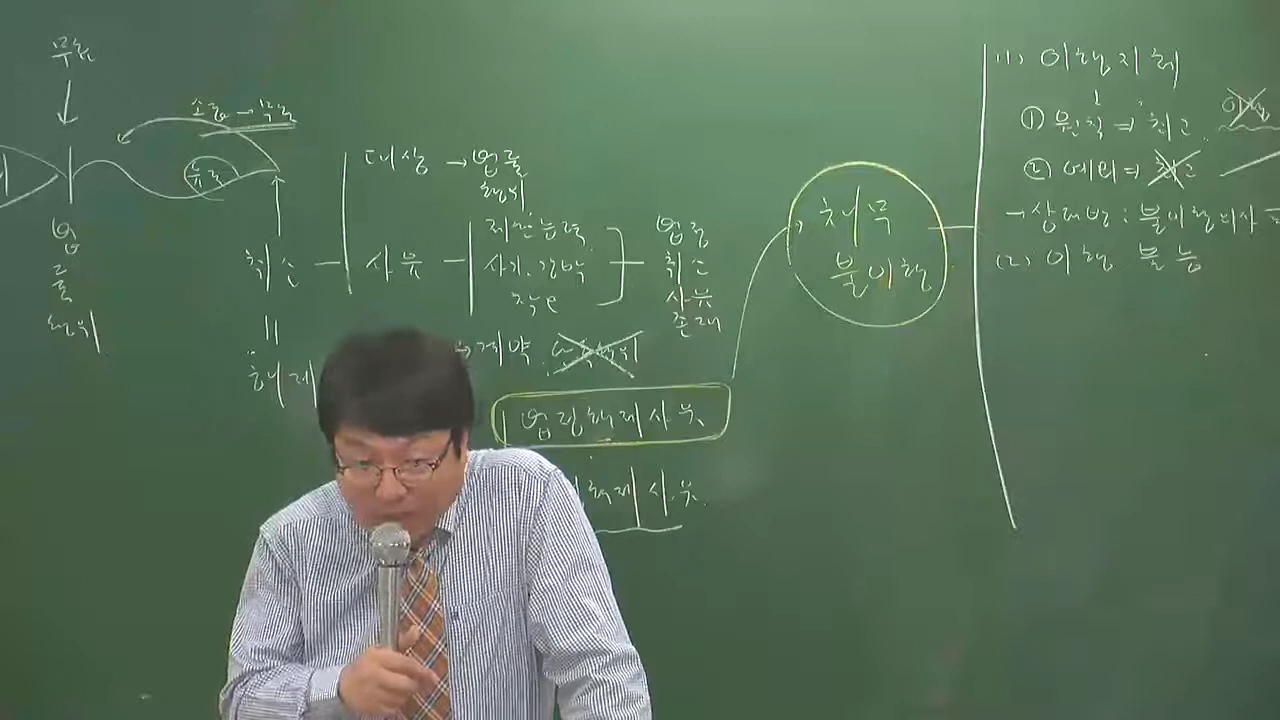 무효
소급 → 무효
유효
법
률
행위
취소
||
해제
대상 → 법률
행위
사유
제한능력
사기·강박
착오
법정
취소
사유
존재
→ 계약
법정해제사유
해제사유
채무
불이행
(1) 이행지체
① 원칙 ⇒ 최고
② 예외 ⇒ 최고
→ 상대방 : 불이행의사
(2) 이행 불능